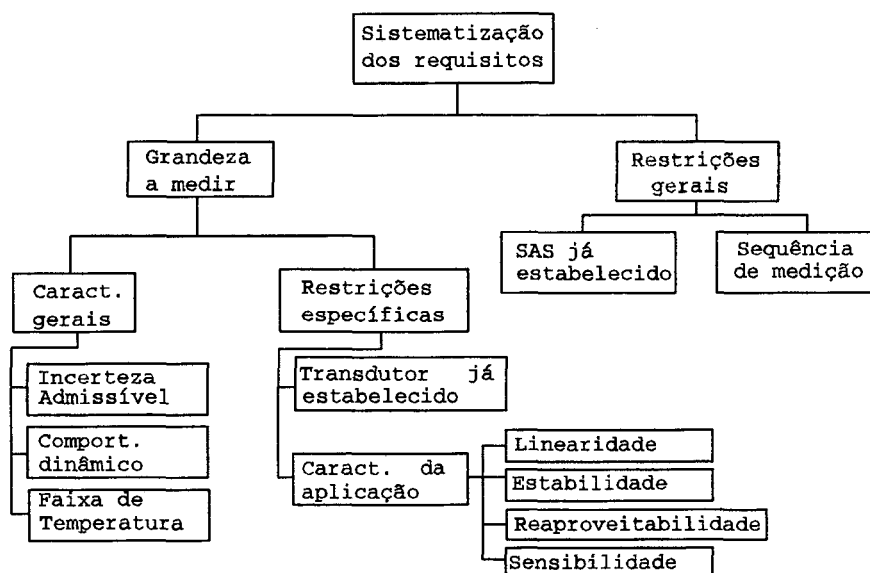 Sistematização
dos requisitos
Grandeza
a medir
Restrições
gerais
SAS já
estabelecido
Sequência
de medição
Caract.
gerais
Restrições
específicas
Incerteza
Admissível
Transdutor já
estabelecido
Comport.
dinâmico
Caract. da
aplicação
Linearidade
Estabilidade
Faixa de
Temperatura
Reaproveitabilidade
Sensibilidade